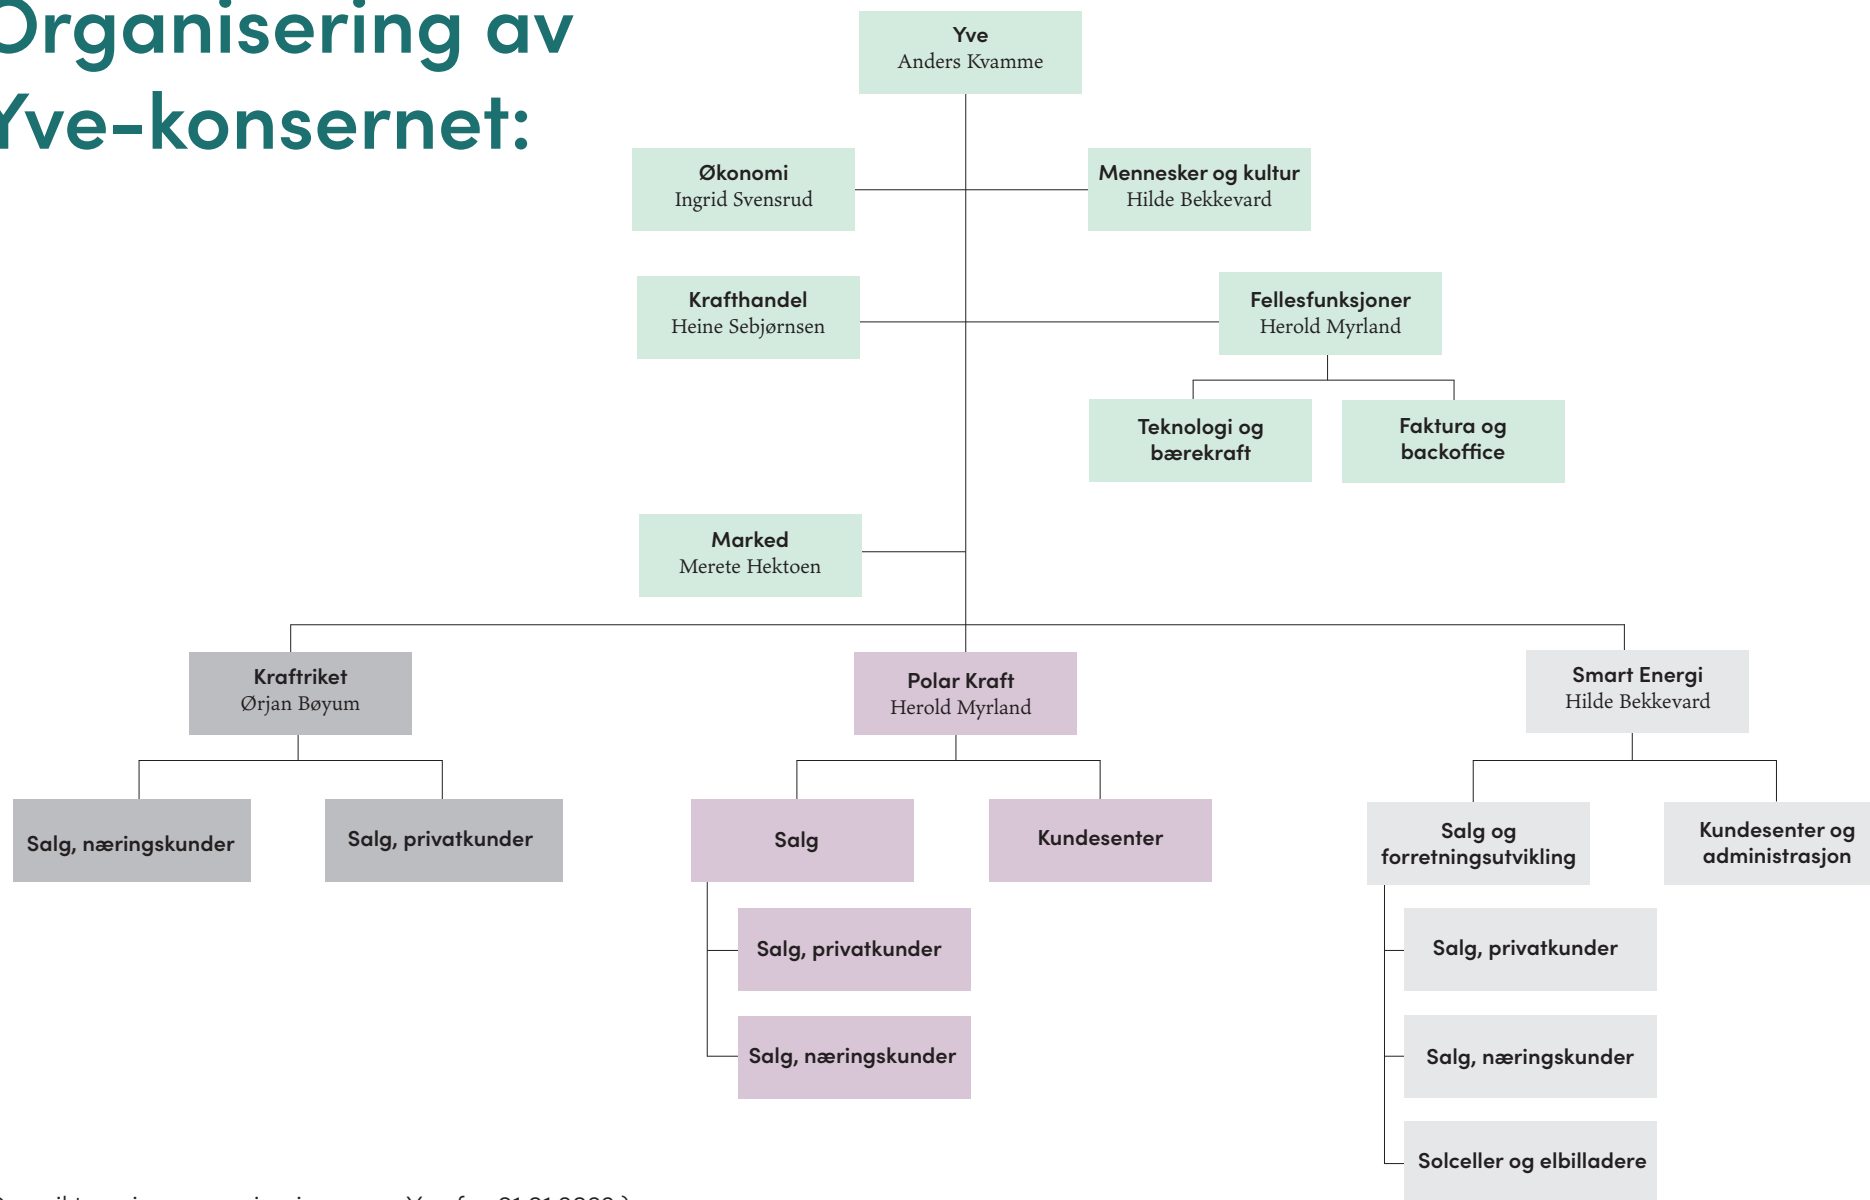 Organisering av
Yve-konsernet:
Yve
Anders Kvamme
Økonomi
Ingrid Svensrud
Mennesker og kultur
Hilde Bekkevard
Krafthandel
Heine Sebjørnsen
Fellesfunksjoner
Herold Myrland
Teknologi og
bærekraft
Faktura og
backoffice
Marked
Merete Hektoen
Kraftriket
Ørjan Bøyum
Polar Kraft
Herold Myrland
Smart Energi
Hilde Bekkevard
Salg, næringskunder
Salg, privatkunder
Salg
Kundesenter
Salg og
forretningsutvikling
Kundesenter og
administrasjon
Salg, privatkunder
Salg, næringskunder
Salg, privatkunder
Salg, næringskunder
Solceller og elbilladere